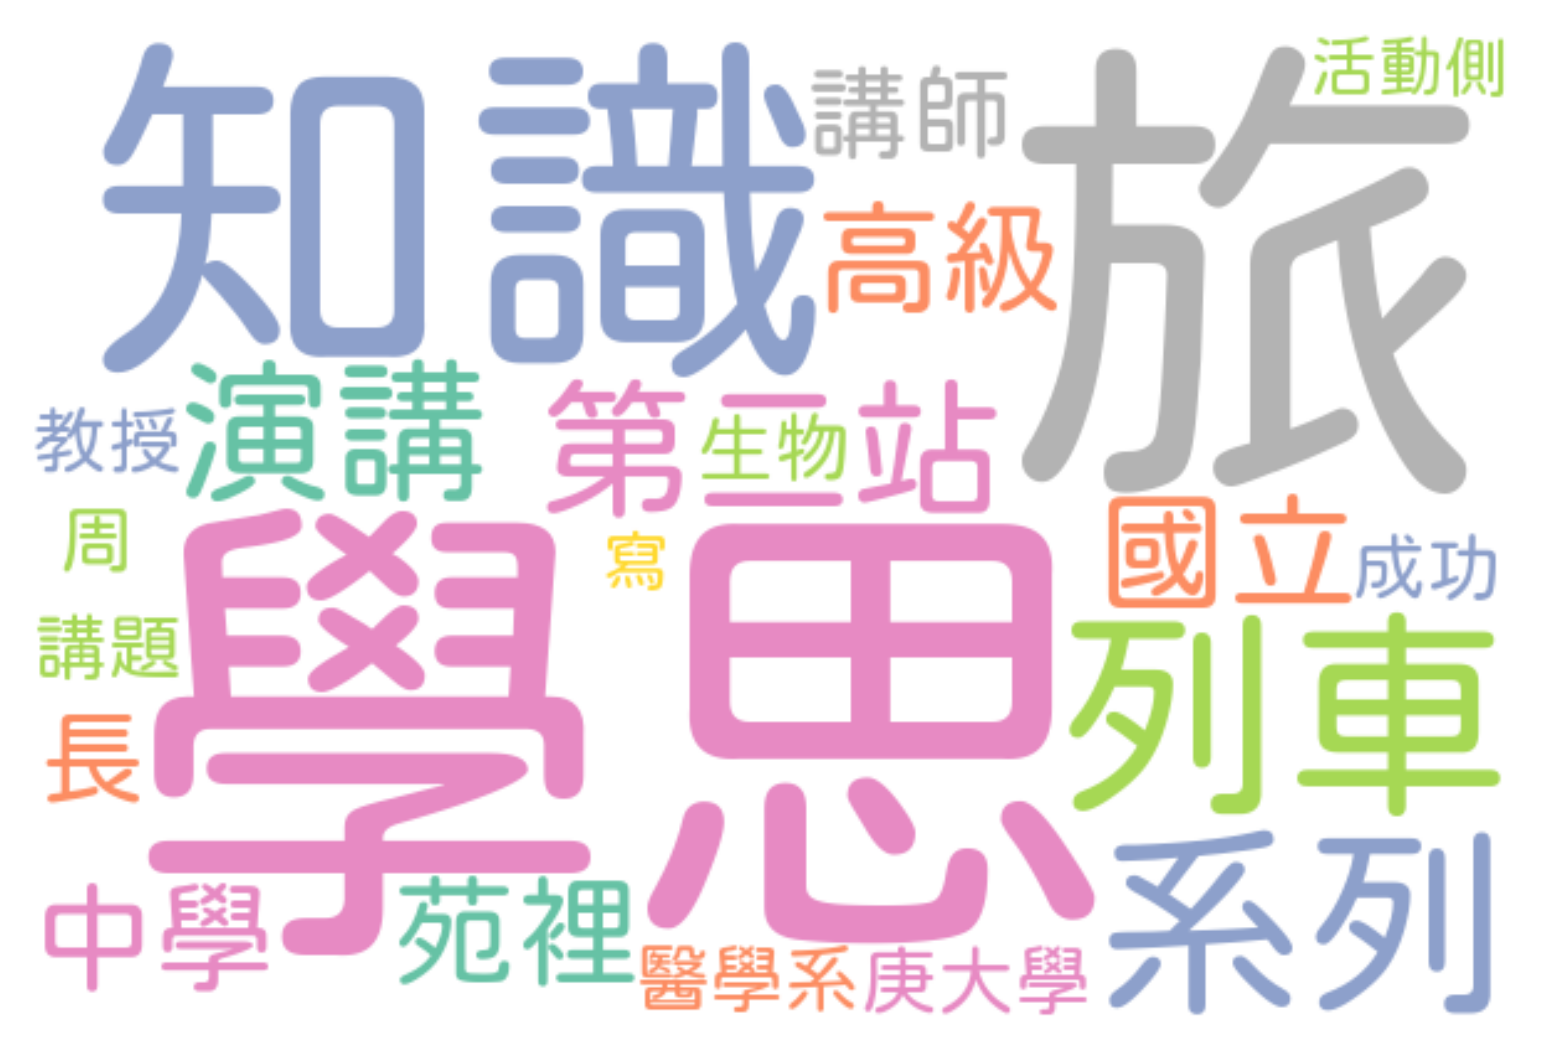 知識
旅
講師
活動側
高級
演講
教授
第二站
生物
周
學思
寫
國立
成功
講題
列車
長
中學
苑裡
醫學系
庚大學
系列